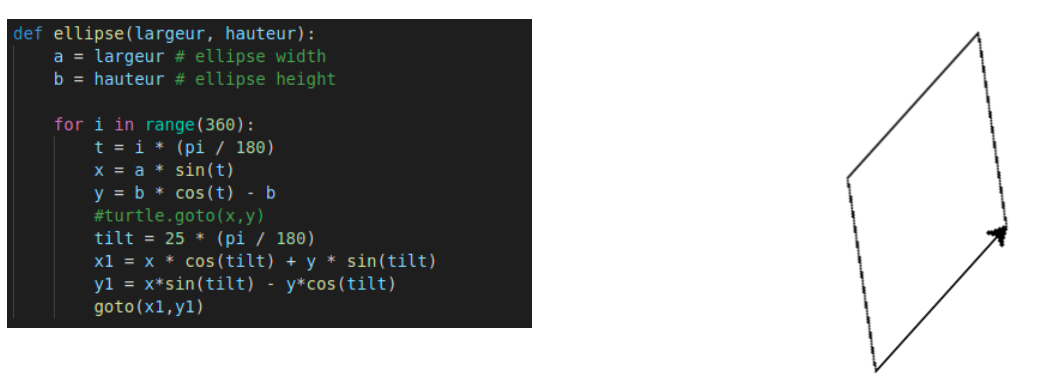 def ellipse(largeur, hauteur):
    a = largeur # ellipse width
    b = hauteur # ellipse height

    for i in range(360):
        t = i * (pi / 180)
        x = a * sin(t)
        y = b * cos(t) - b
        #turtle.goto(x,y)
        tilt = 25 * (pi / 180)
        x1 = x * cos(tilt) + y * sin(tilt)
        y1 = x*sin(tilt) - y*cos(tilt)
        goto(x1,y1)